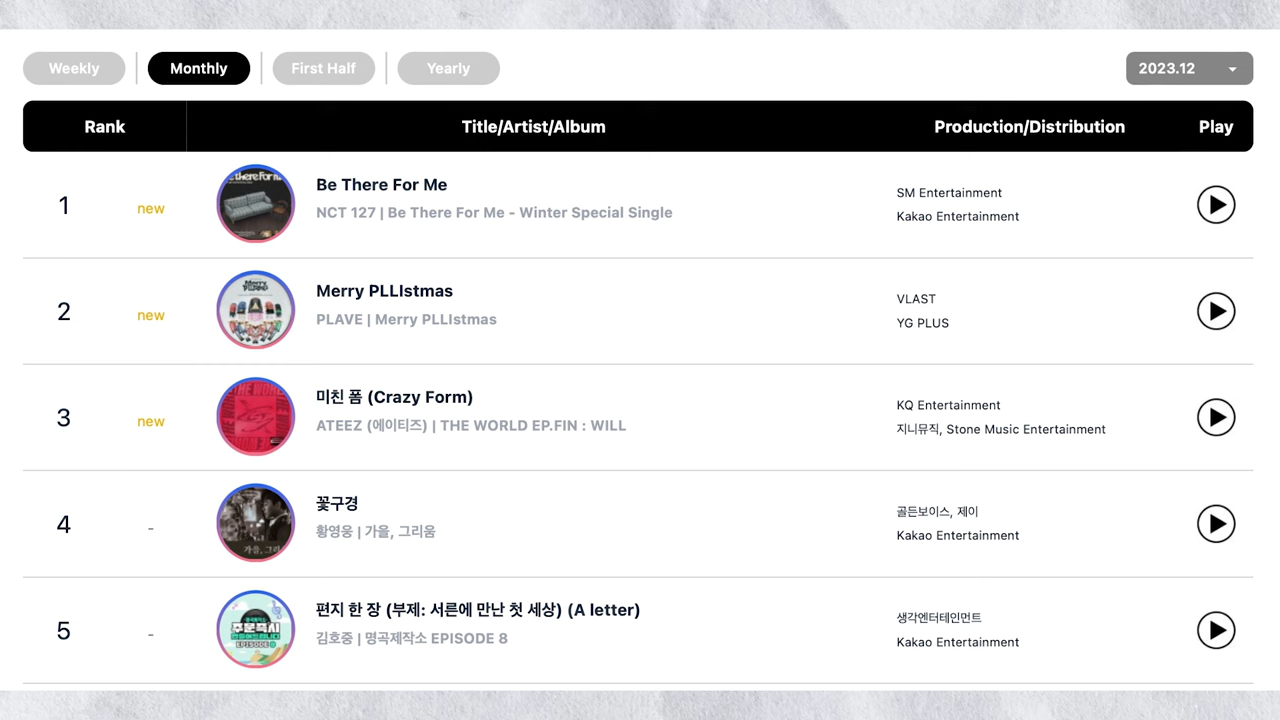 Weekly
Monthly
First Half
Yearly
2023.12
Rank
Title/Artist/Album
Production/Distribution
Play
1
new
Be There For Me
NCT 127 | Be There For Me - Winter Special Single
SM Entertainment
Kakao Entertainment
2
new
Merry PLLIstmas
PLAVE | Merry PLLIstmas
VLAST
YG PLUS
3
new
미친 폼 (Crazy Form)
ATEEZ (에이티즈) | THE WORLD EP.FIN : WILL
KQ Entertainment
지니뮤직, Stone Music Entertainment
4
-
꽃구경
황영웅 | 가을, 그리움
골든보이스, 제이
Kakao Entertainment
5
-
편지 한 장 (부제: 서른에 만난 첫 세상) (A letter)
김호중 | 명곡제작소 EPISODE 8
생각엔터테인먼트
Kakao Entertainment